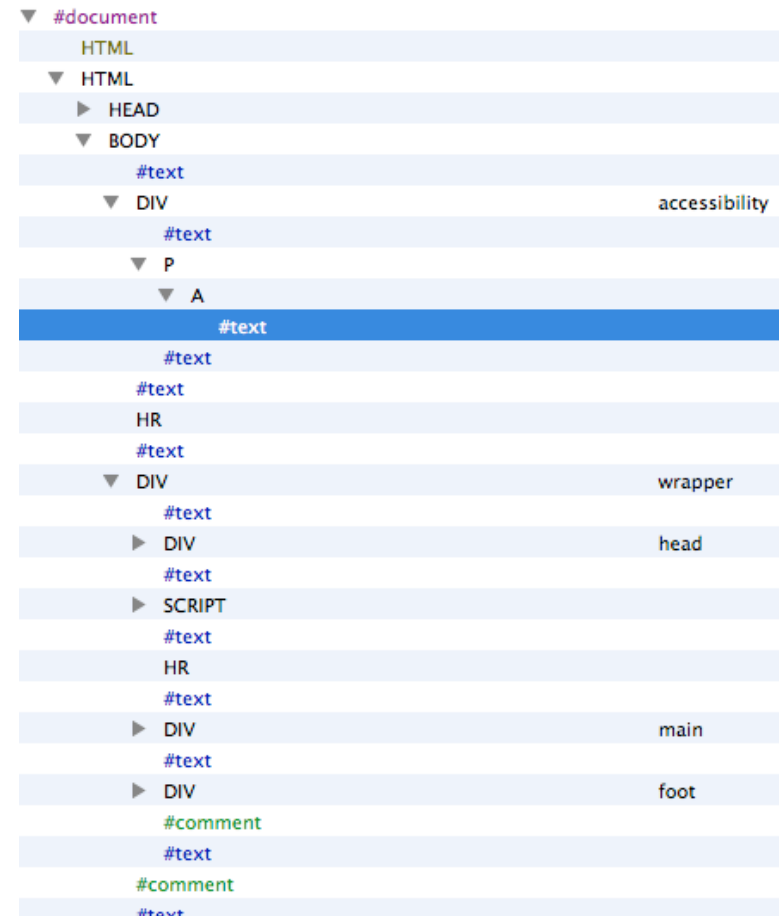 #document
HTML
HTML
HEAD
BODY
#text
DIV accessibility
#text
P
A
#text
#text
#text
HR
#text
DIV wrapper
#text
DIV head
#text
SCRIPT
#text
HR
#text
DIV main
#text
DIV foot
#comment
#text
#comment
#text